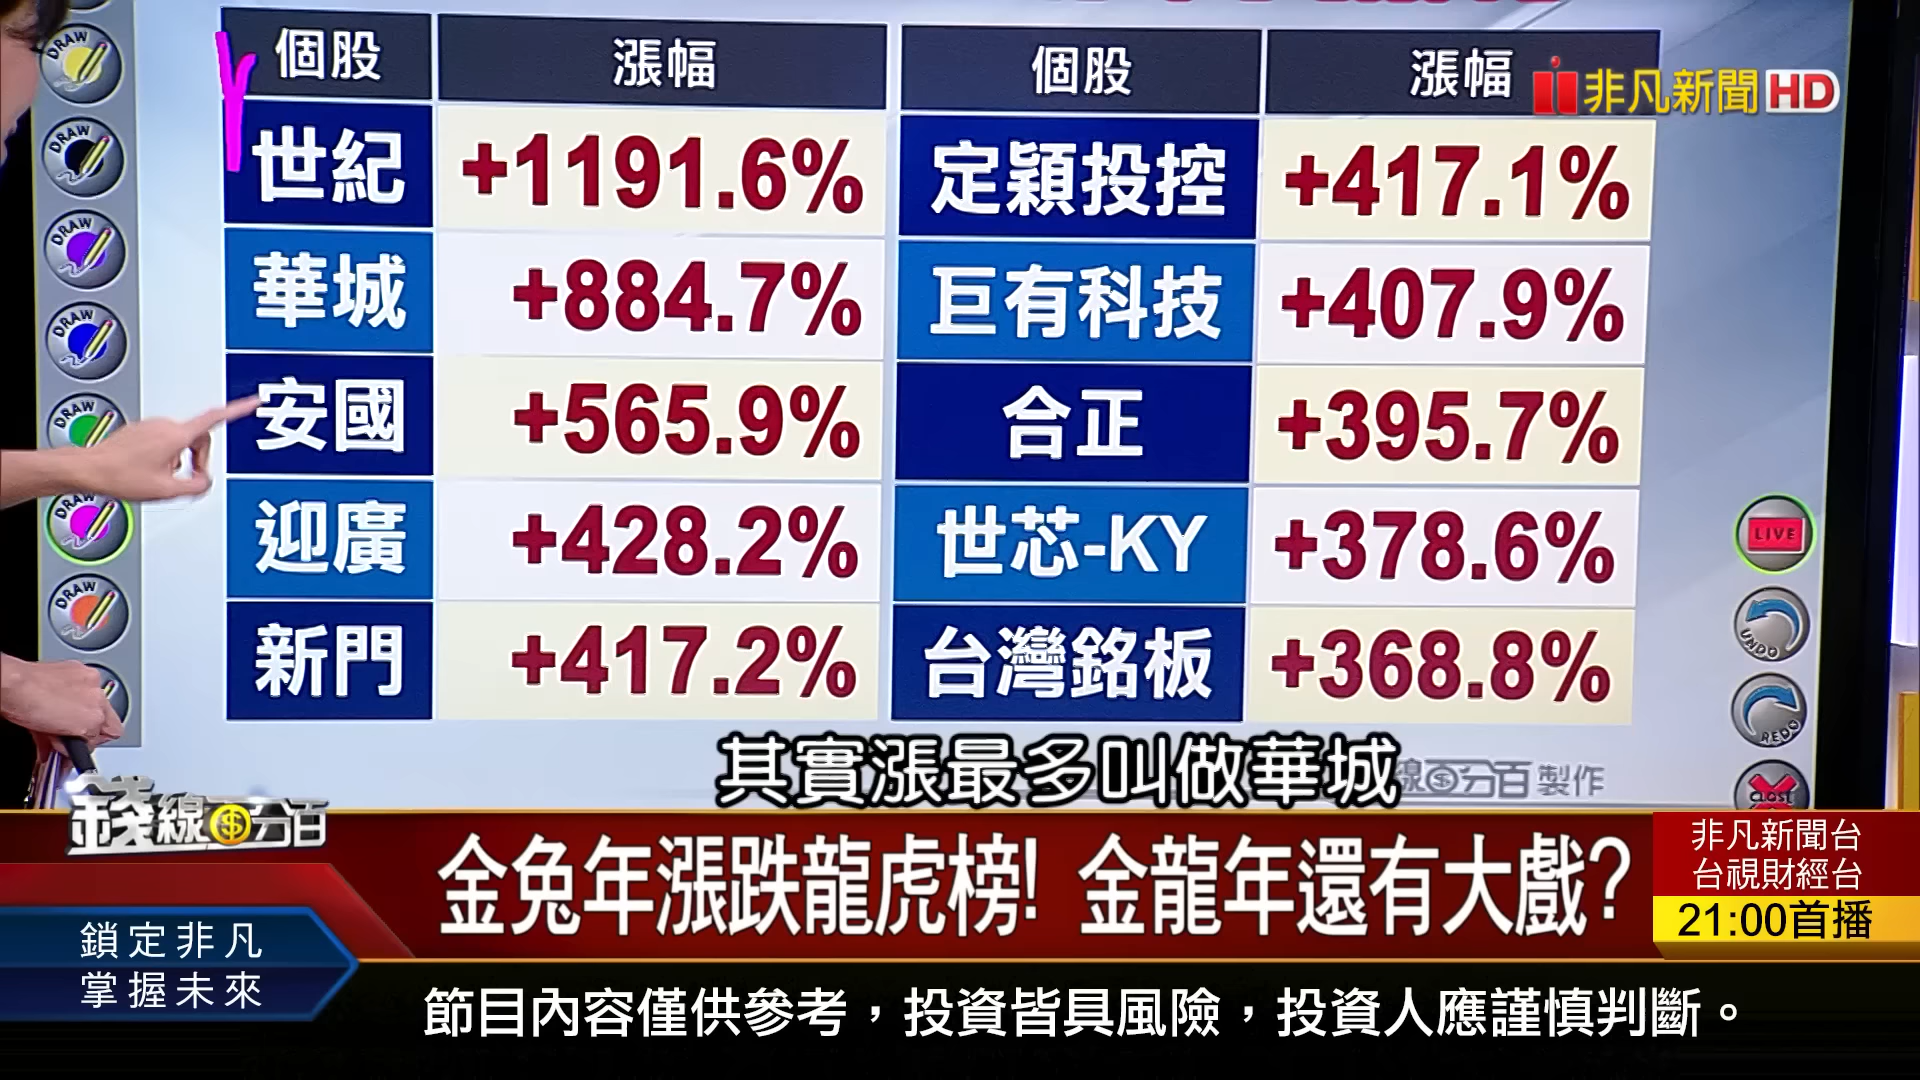 個股 漲幅 個股 漲幅
非凡新聞HD
世紀 +1191.6% 定穎投控 +417.1%
華城 +884.7% 巨有科技 +407.9%
安國 +565.9% 合正 +395.7%
迎廣 +428.2% 世芯-KY +378.6%
新門 +417.2% 台灣銘板 +368.8%
DRAW
DRAW
DRAW
DRAW
DRAW
DRAW
DRAW
LIVE
UNDO
REDO
CLOSE
其實漲最多叫做華城
線百分百 製作
錢線百分百
金兔年漲跌龍虎榜! 金龍年還有大戲?
非凡新聞台
台視財經台
21:00首播
鎖定非凡
掌握未來
節目內容僅供參考，投資皆具風險，投資人應謹慎判斷。